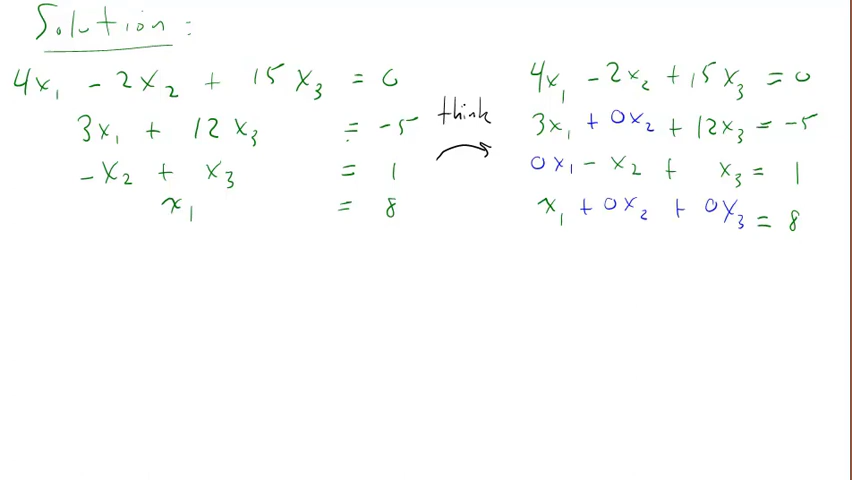 Solution:
4x₁ - 2x₂ + 15x₃ = 0
3x₁ + 12x₃ = -5
-x₂ + x₃ = 1
x₁ = 8
think
4x₁ - 2x₂ + 15x₃ = 0
3x₁ + 0x₂ + 12x₃ = -5
0x₁ - x₂ + x₃ = 1
x₁ + 0x₂ + 0x₃ = 8